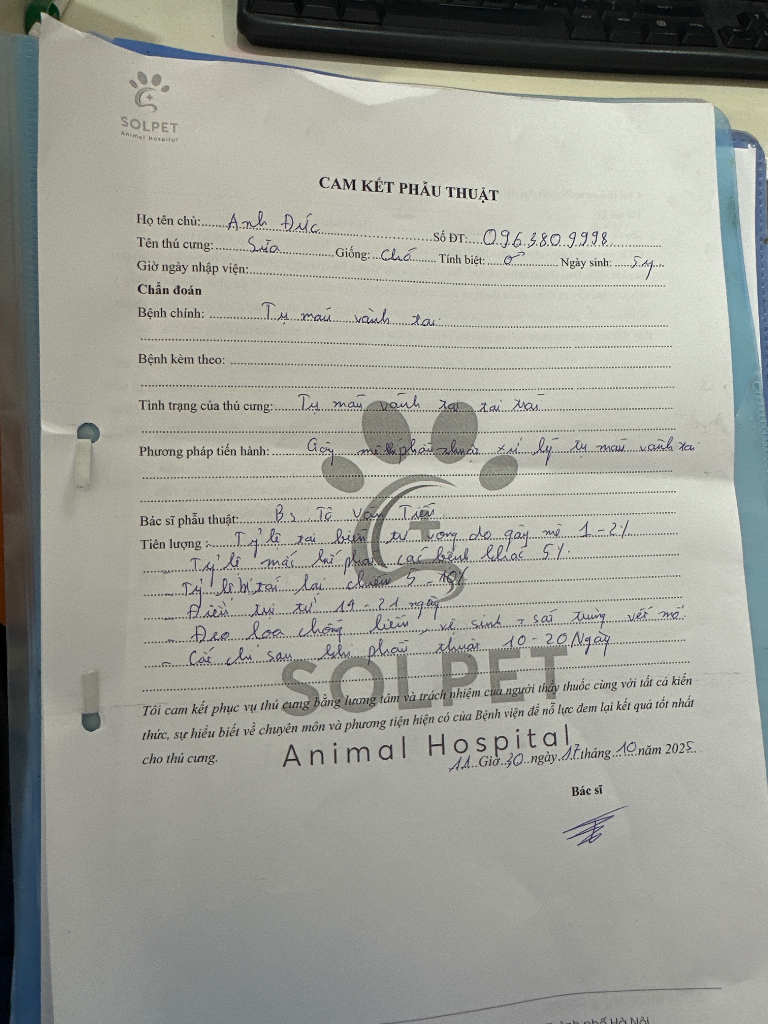 SOLPET
Animal Hospital
CAM KẾT PHẪU THUẬT
Họ tên chủ: Anh Đức Số ĐT: 096.380.9998
Tên thú cưng: Sữa Giống: Chó Tính biệt: ♂ Ngày sinh: 5y
Giờ ngày nhập viện:
Chẩn đoán
Bệnh chính: Tụ máu vành tai
Bệnh kèm theo:
Tình trạng của thú cưng: Tụ máu vành tai tai trái
Phương pháp tiến hành: Gây mê phẫu thuật xử lý tụ máu vành tai
Bác sĩ phẫu thuật: Bs Tô Văn Tiến
Tiên lượng: - Tỷ lệ tai biến tử vong do gây mê 1-2%
- Tỷ lệ mắc kế phát các bệnh khác 5%.
- Tỷ lệ bị tái lại chiếm 5-10%
- Điều trị từ 14-21 ngày
- Đeo loa chống liếm, vệ sinh, sát trùng vết mổ
- Cắt chỉ sau khi phẫu thuật 10-20 Ngày
SOLPET
Tôi cam kết phục vụ thú cưng bằng lương tâm và trách nhiệm của người thầy thuốc cùng với tất cả kiến
thức, sự hiểu biết về chuyên môn và phương tiện hiện có của Bệnh viện để nỗ lực đem lại kết quả tốt nhất
cho thú cưng.
Animal Hospital
11 Giờ 30 ngày 17 tháng 10 năm 2025
Bác sĩ
phố Hà Nội